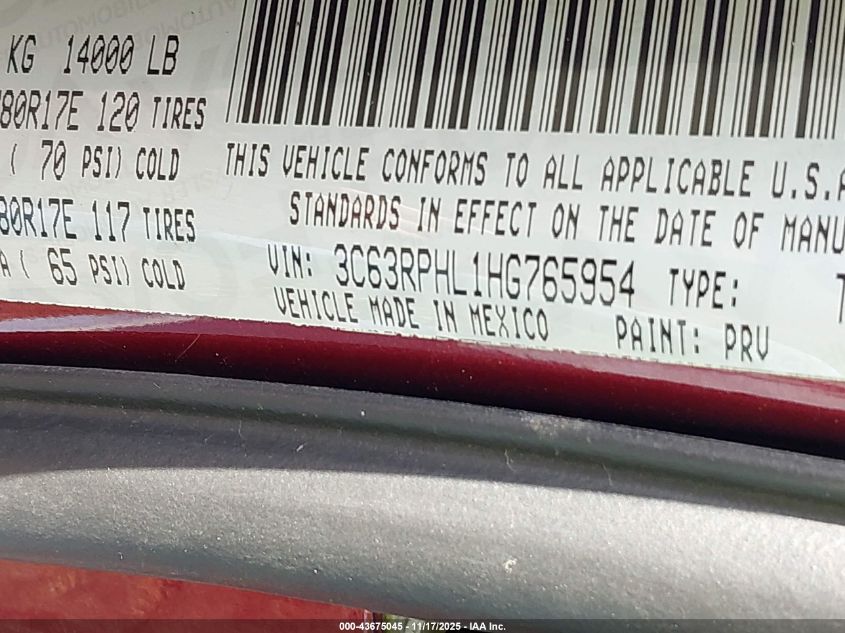 KG 14000 LB
80R17E 120 TIRES
( 70 PSI) COLD
80R17E 117 TIRES
A ( 65 PSI) COLD
THIS VEHICLE CONFORMS TO ALL APPLICABLE U.S.A
STANDARDS IN EFFECT ON THE DATE OF MANU
VIN: 3C63RPHL1HG765954 TYPE: T
VEHICLE MADE IN MEXICO PAINT: PRV
000-43675045 - 11/17/2025 - IAA Inc.